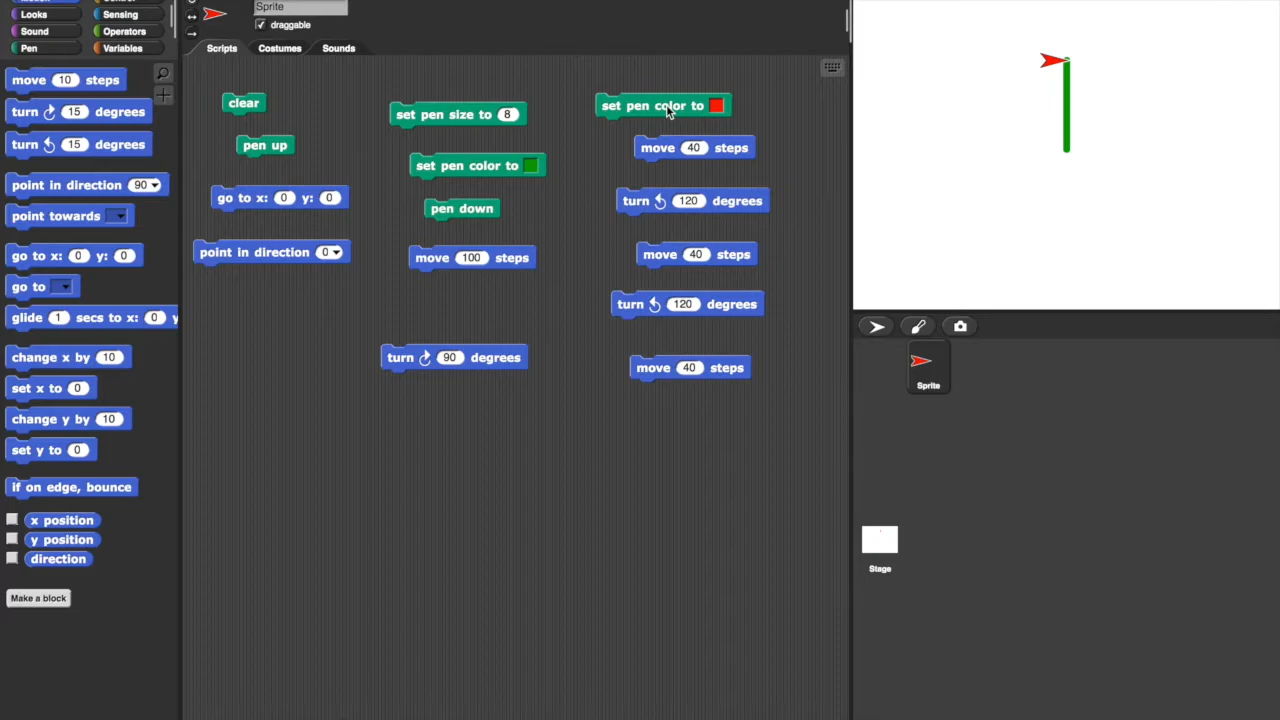 Sprite
draggable
Looks
Sensing
Sound
Operators
Pen
Variables
Scripts
Costumes
Sounds
move 10 steps
turn 15 degrees
turn 15 degrees
point in direction 90
point towards
go to x: 0 y: 0
go to
glide 1 secs to x: 0 y
change x by 10
set x to 0
change y by 10
set y to 0
if on edge, bounce
x position
y position
direction
Make a block
clear
pen up
go to x: 0 y: 0
point in direction 0
set pen size to 8
set pen color to
pen down
move 100 steps
turn 90 degrees
set pen color to
move 40 steps
turn 120 degrees
move 40 steps
turn 120 degrees
move 40 steps
Sprite
Stage